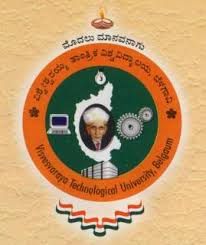 ಮೊದಲು ಮಾನವನಾಗು
ವಿಶ್ವೇಶ್ವರಯ್ಯ ತಾಂತ್ರಿಕ ವಿಶ್ವವಿದ್ಯಾಲಯ, ಬೆಳಗಾವಿ
Visvesvaraya Technological University, Belgaum